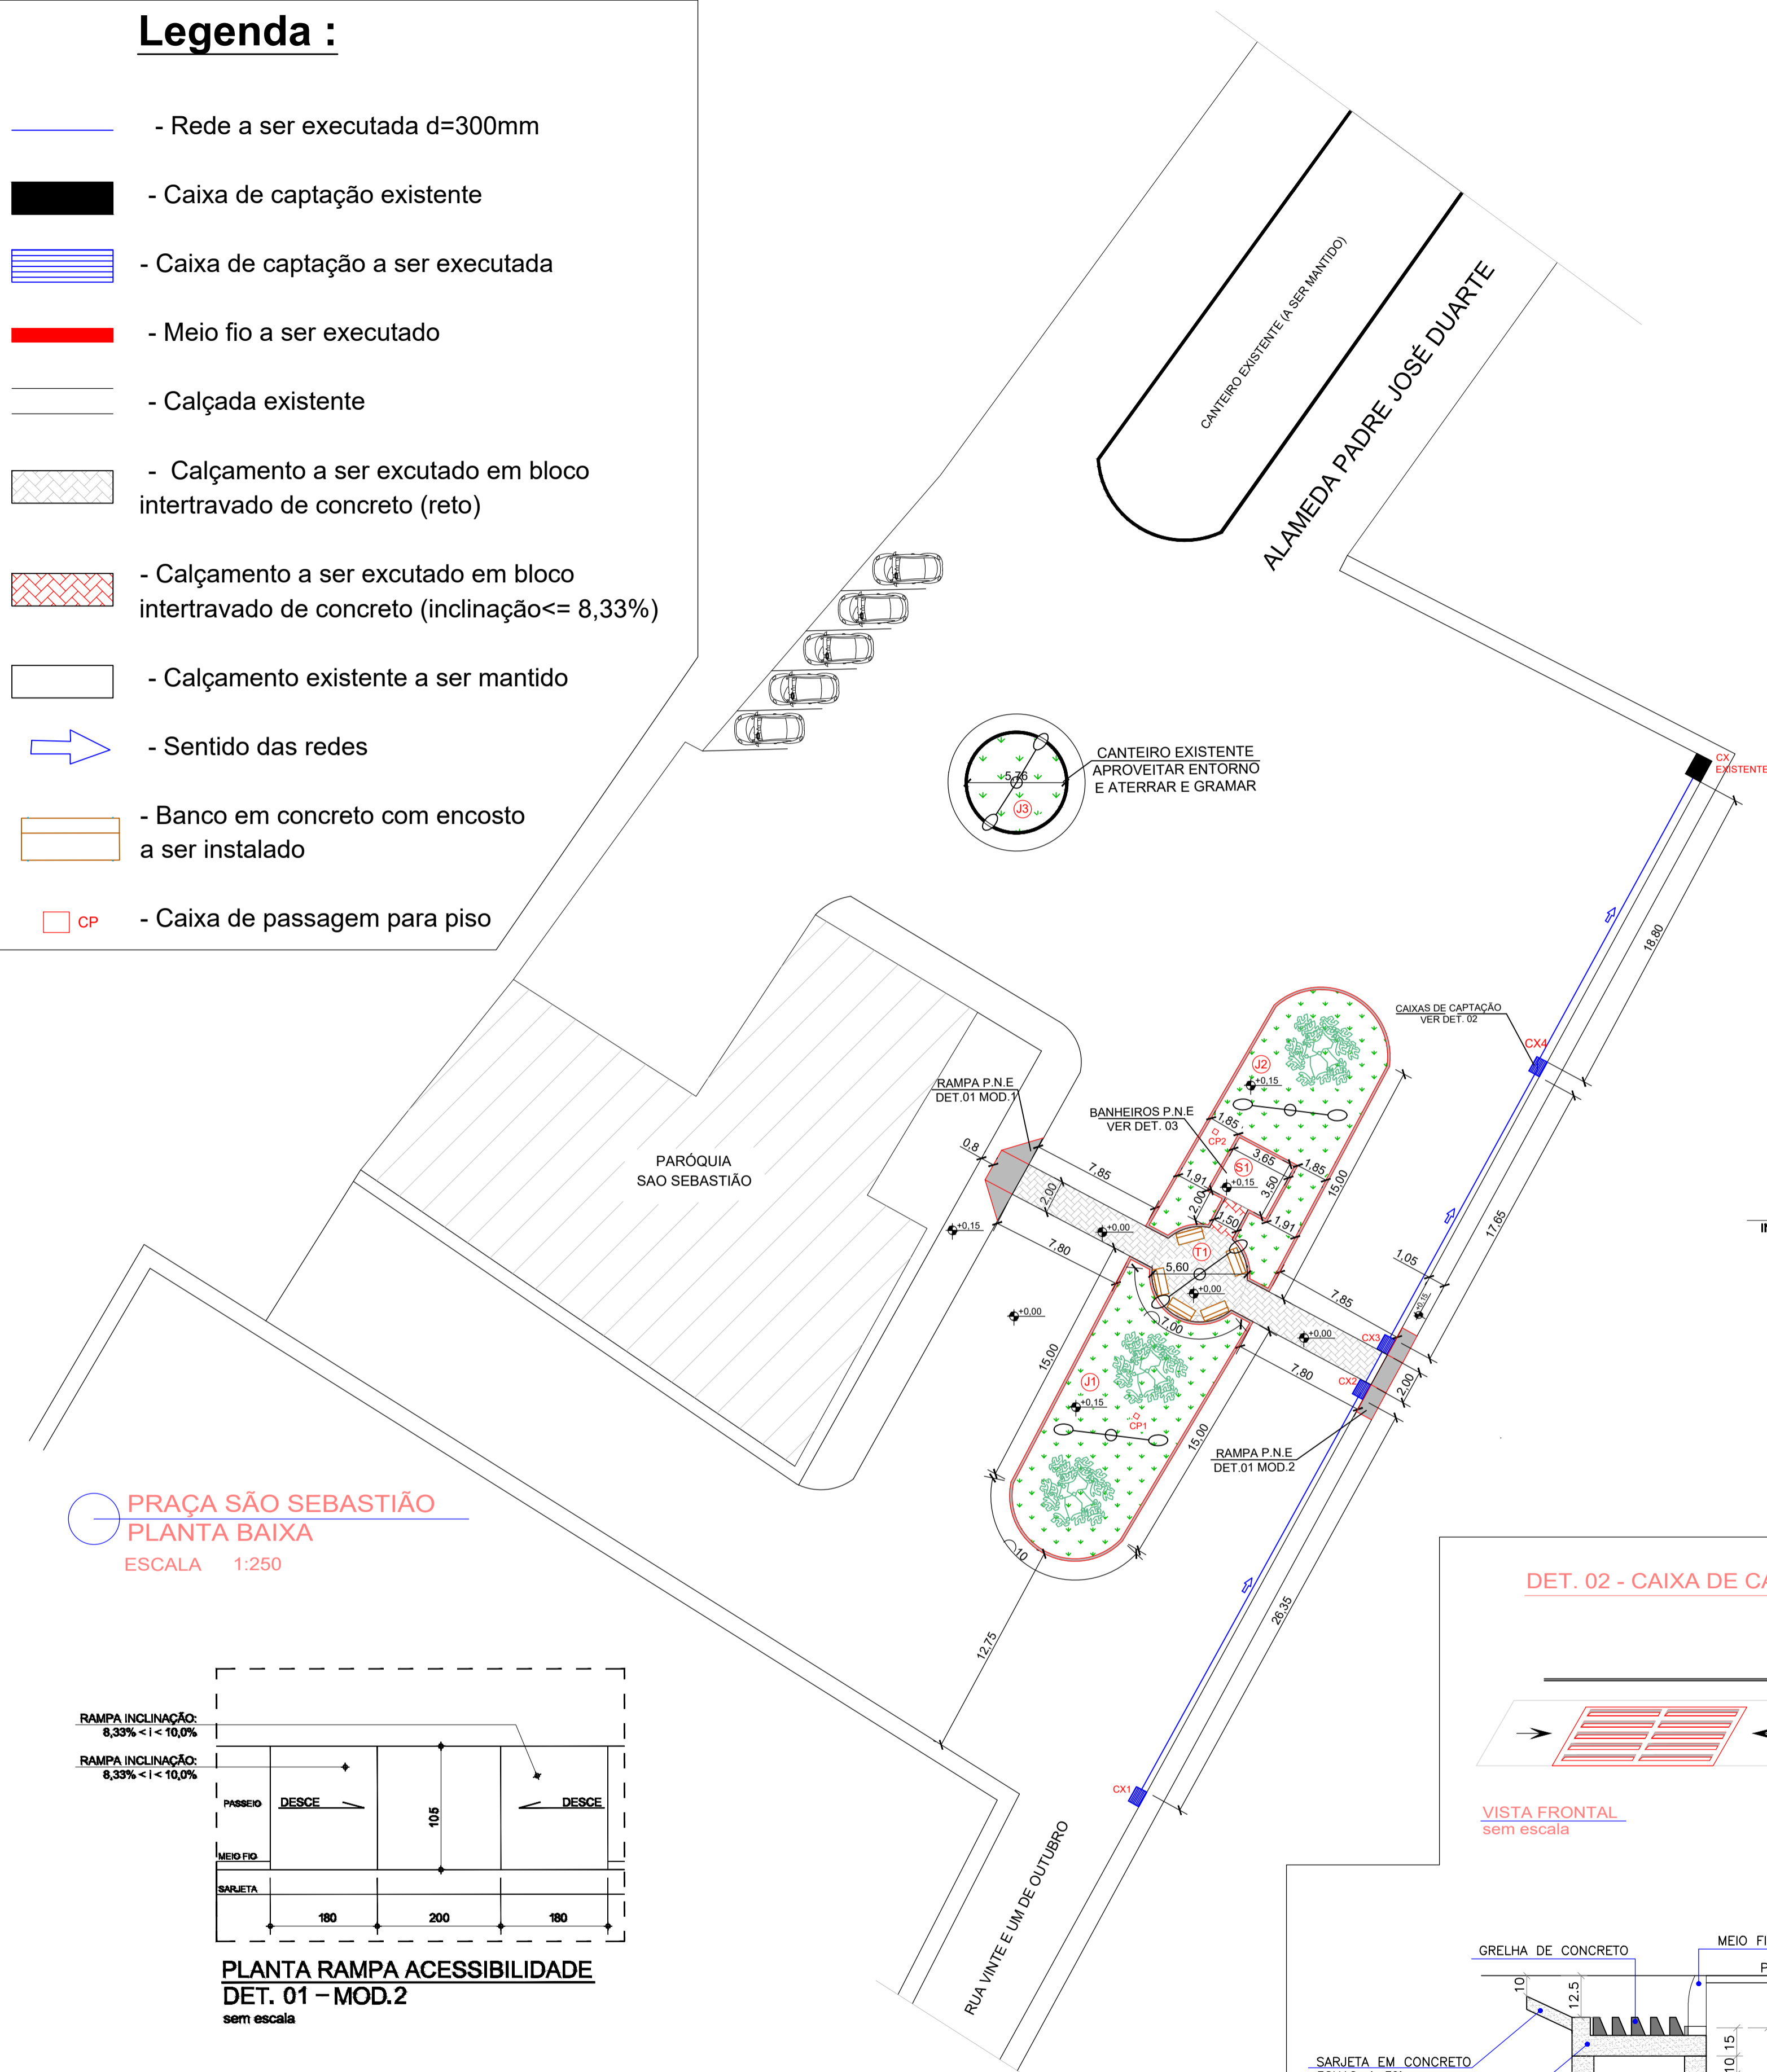 Legenda :
- Rede a ser executada d=300mm
- Caixa de captação existente
- Caixa de captação a ser executada
- Meio fio a ser executado
- Calçada existente
- Calçamento a ser excutado em bloco
intertravado de concreto (reto)
- Calçamento a ser excutado em bloco
intertravado de concreto (inclinação<= 8,33%)
- Calçamento existente a ser mantido
- Sentido das redes
- Banco em concreto com encosto
a ser instalado
CP - Caixa de passagem para piso
CANTEIRO EXISTENTE (A SER MANTIDO)
ALAMEDA PADRE JOSÉ DUARTE
CANTEIRO EXISTENTE
APROVEITAR ENTORNO
E ATERRAR E GRAMAR
5,76
J3
CX
EXISTENTE
18,80
CAIXAS DE CAPTAÇÃO
VER DET. 02
CX4
J2
+0,15
RAMPA P.N.E
DET.01 MOD.1
BANHEIROS P.N.E
VER DET. 03
1,85
CP2
3,65
S1
1,85
+0,15
3,50
15,00
0,8
7,85
1,91
2,00
2,00
1,50
1,91
PARÓQUIA
SAO SEBASTIÃO
+0,15
+0,00
7,80
T1
5,60
+0,00
+0,00
7,00
17,65
1,05
+0,15
7,85
+0,00
CX3
7,80
CX2
2,00
15,00
J1
+0,15
CP1
15,00
RAMPA P.N.E
DET.01 MOD.2
10
12,75
26,35
CX1
RUA VINTE E UM DE OUTUBRO
PRAÇA SÃO SEBASTIÃO
PLANTA BAIXA
ESCALA 1:250
RAMPA INCLINAÇÃO:
8,33% < i < 10,0%
RAMPA INCLINAÇÃO:
8,33% < i < 10,0%
PASSEIO
DESCE
DESCE
105
MEIO FIO
SARJETA
180
200
180
PLANTA RAMPA ACESSIBILIDADE
DET. 01 - MOD.2
sem escala
DET. 02 - CAIXA DE CA
VISTA FRONTAL
sem escala
GRELHA DE CONCRETO
MEIO FI
P
10
12.5
15
10
SARJETA EM CONCRETO